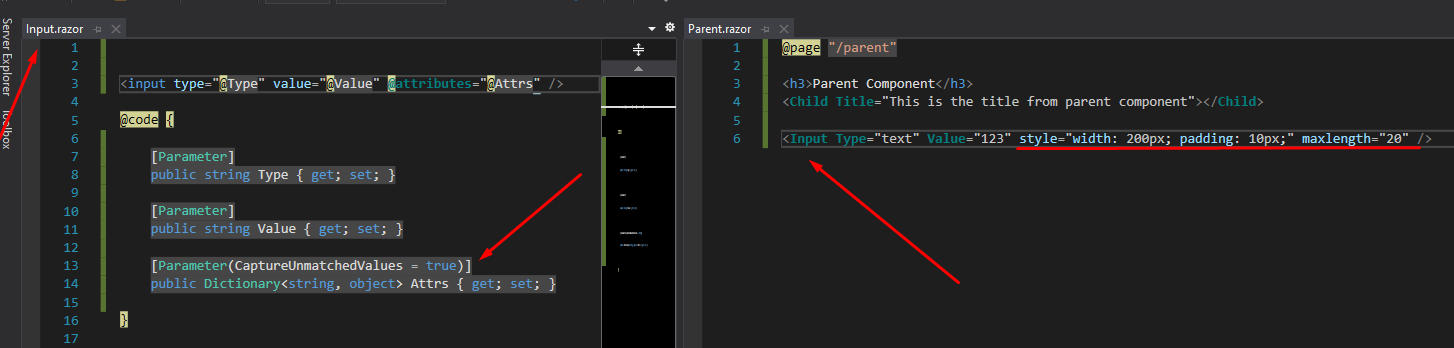 Server Explorer
Toolbox
Input.razor
1
2
3 <input type="@Type" value="@Value" @attributes="@Attrs" />
4
5 @code {
6
7 [Parameter]
8 public string Type { get; set; }
9
10 [Parameter]
11 public string Value { get; set; }
12
13 [Parameter(CaptureUnmatchedValues = true)]
14 public Dictionary<string, object> Attrs { get; set; }
15
16 }
17
Parent.razor
1 @page "/parent"
2
3 <h3>Parent Component</h3>
4 <Child Title="This is the title from parent component"></Child>
5
6 <Input Type="text" Value="123" style="width: 200px; padding: 10px;" maxlength="20" />